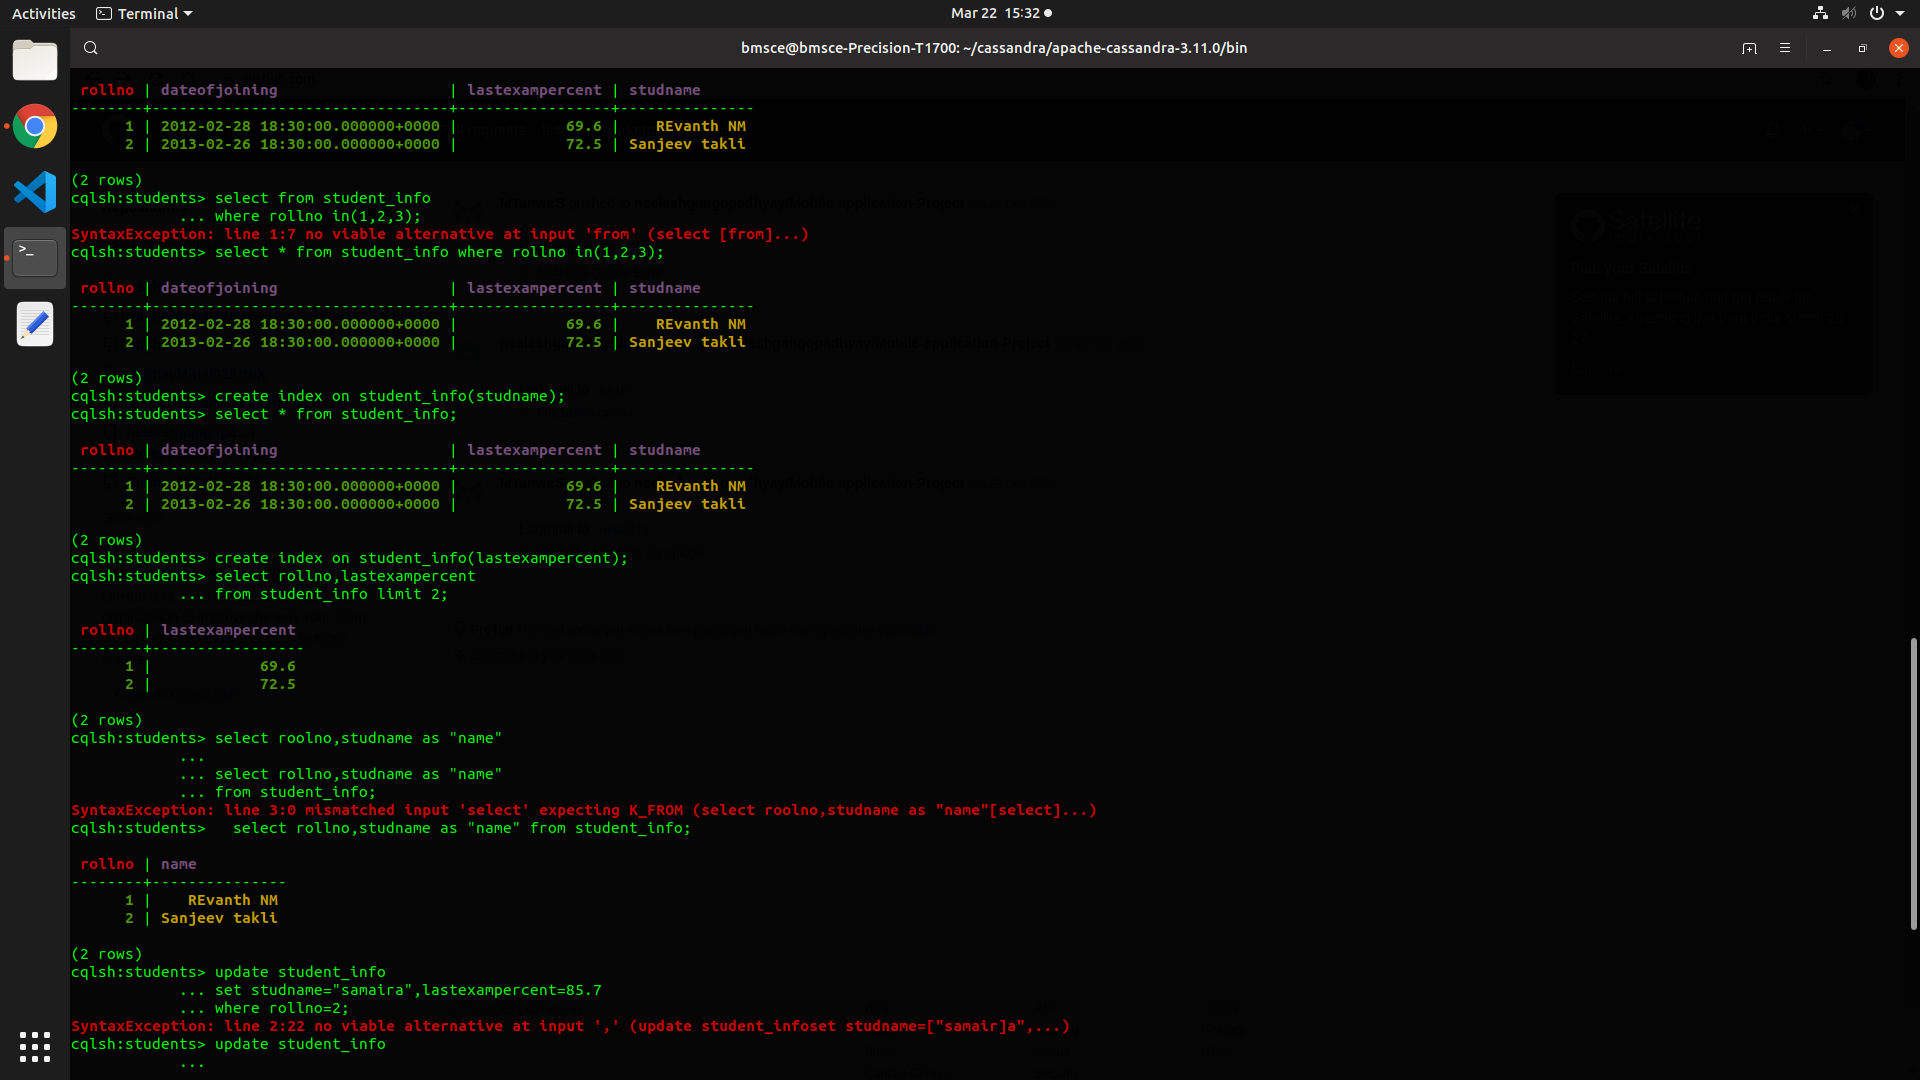 Activities
Terminal
Mar 22 15:32
bmsce@bmsce-Precision-T1700: ~/cassandra/apache-cassandra-3.11.0/bin
rollno | dateofjoining | lastexampercent | studname
--------+---------------------------------+-----------------+---------------
1 | 2012-02-28 18:30:00.000000+0000 | 69.6 | REvanth NM
2 | 2013-02-26 18:30:00.000000+0000 | 72.5 | Sanjeev takli
(2 rows)
cqlsh:students> select from student_info
... where rollno in(1,2,3);
SyntaxException: line 1:7 no viable alternative at input 'from' (select [from]...)
cqlsh:students> select * from student_info where rollno in(1,2,3);
rollno | dateofjoining | lastexampercent | studname
--------+---------------------------------+-----------------+---------------
1 | 2012-02-28 18:30:00.000000+0000 | 69.6 | REvanth NM
2 | 2013-02-26 18:30:00.000000+0000 | 72.5 | Sanjeev takli
(2 rows)
cqlsh:students> create index on student_info(studname);
cqlsh:students> select * from student_info;
rollno | dateofjoining | lastexampercent | studname
--------+---------------------------------+-----------------+---------------
1 | 2012-02-28 18:30:00.000000+0000 | 69.6 | REvanth NM
2 | 2013-02-26 18:30:00.000000+0000 | 72.5 | Sanjeev takli
(2 rows)
cqlsh:students> create index on student_info(lastexampercent);
cqlsh:students> select rollno,lastexampercent
... from student_info limit 2;
rollno | lastexampercent
--------+-----------------
1 | 69.6
2 | 72.5
(2 rows)
cqlsh:students> select roolno,studname as "name"
...
... select rollno,studname as "name"
... from student_info;
SyntaxException: line 3:0 mismatched input 'select' expecting K_FROM (select roolno,studname as "name"[select]...)
cqlsh:students>   select rollno,studname as "name" from student_info;
rollno | name
--------+---------------
1 | REvanth NM
2 | Sanjeev takli
(2 rows)
cqlsh:students> update student_info
... set studname="samaira",lastexampercent=85.7
... where rollno=2;
SyntaxException: line 2:22 no viable alternative at input ',' (update student_infoset studname=["samair]a",...)
cqlsh:students> update student_info
...